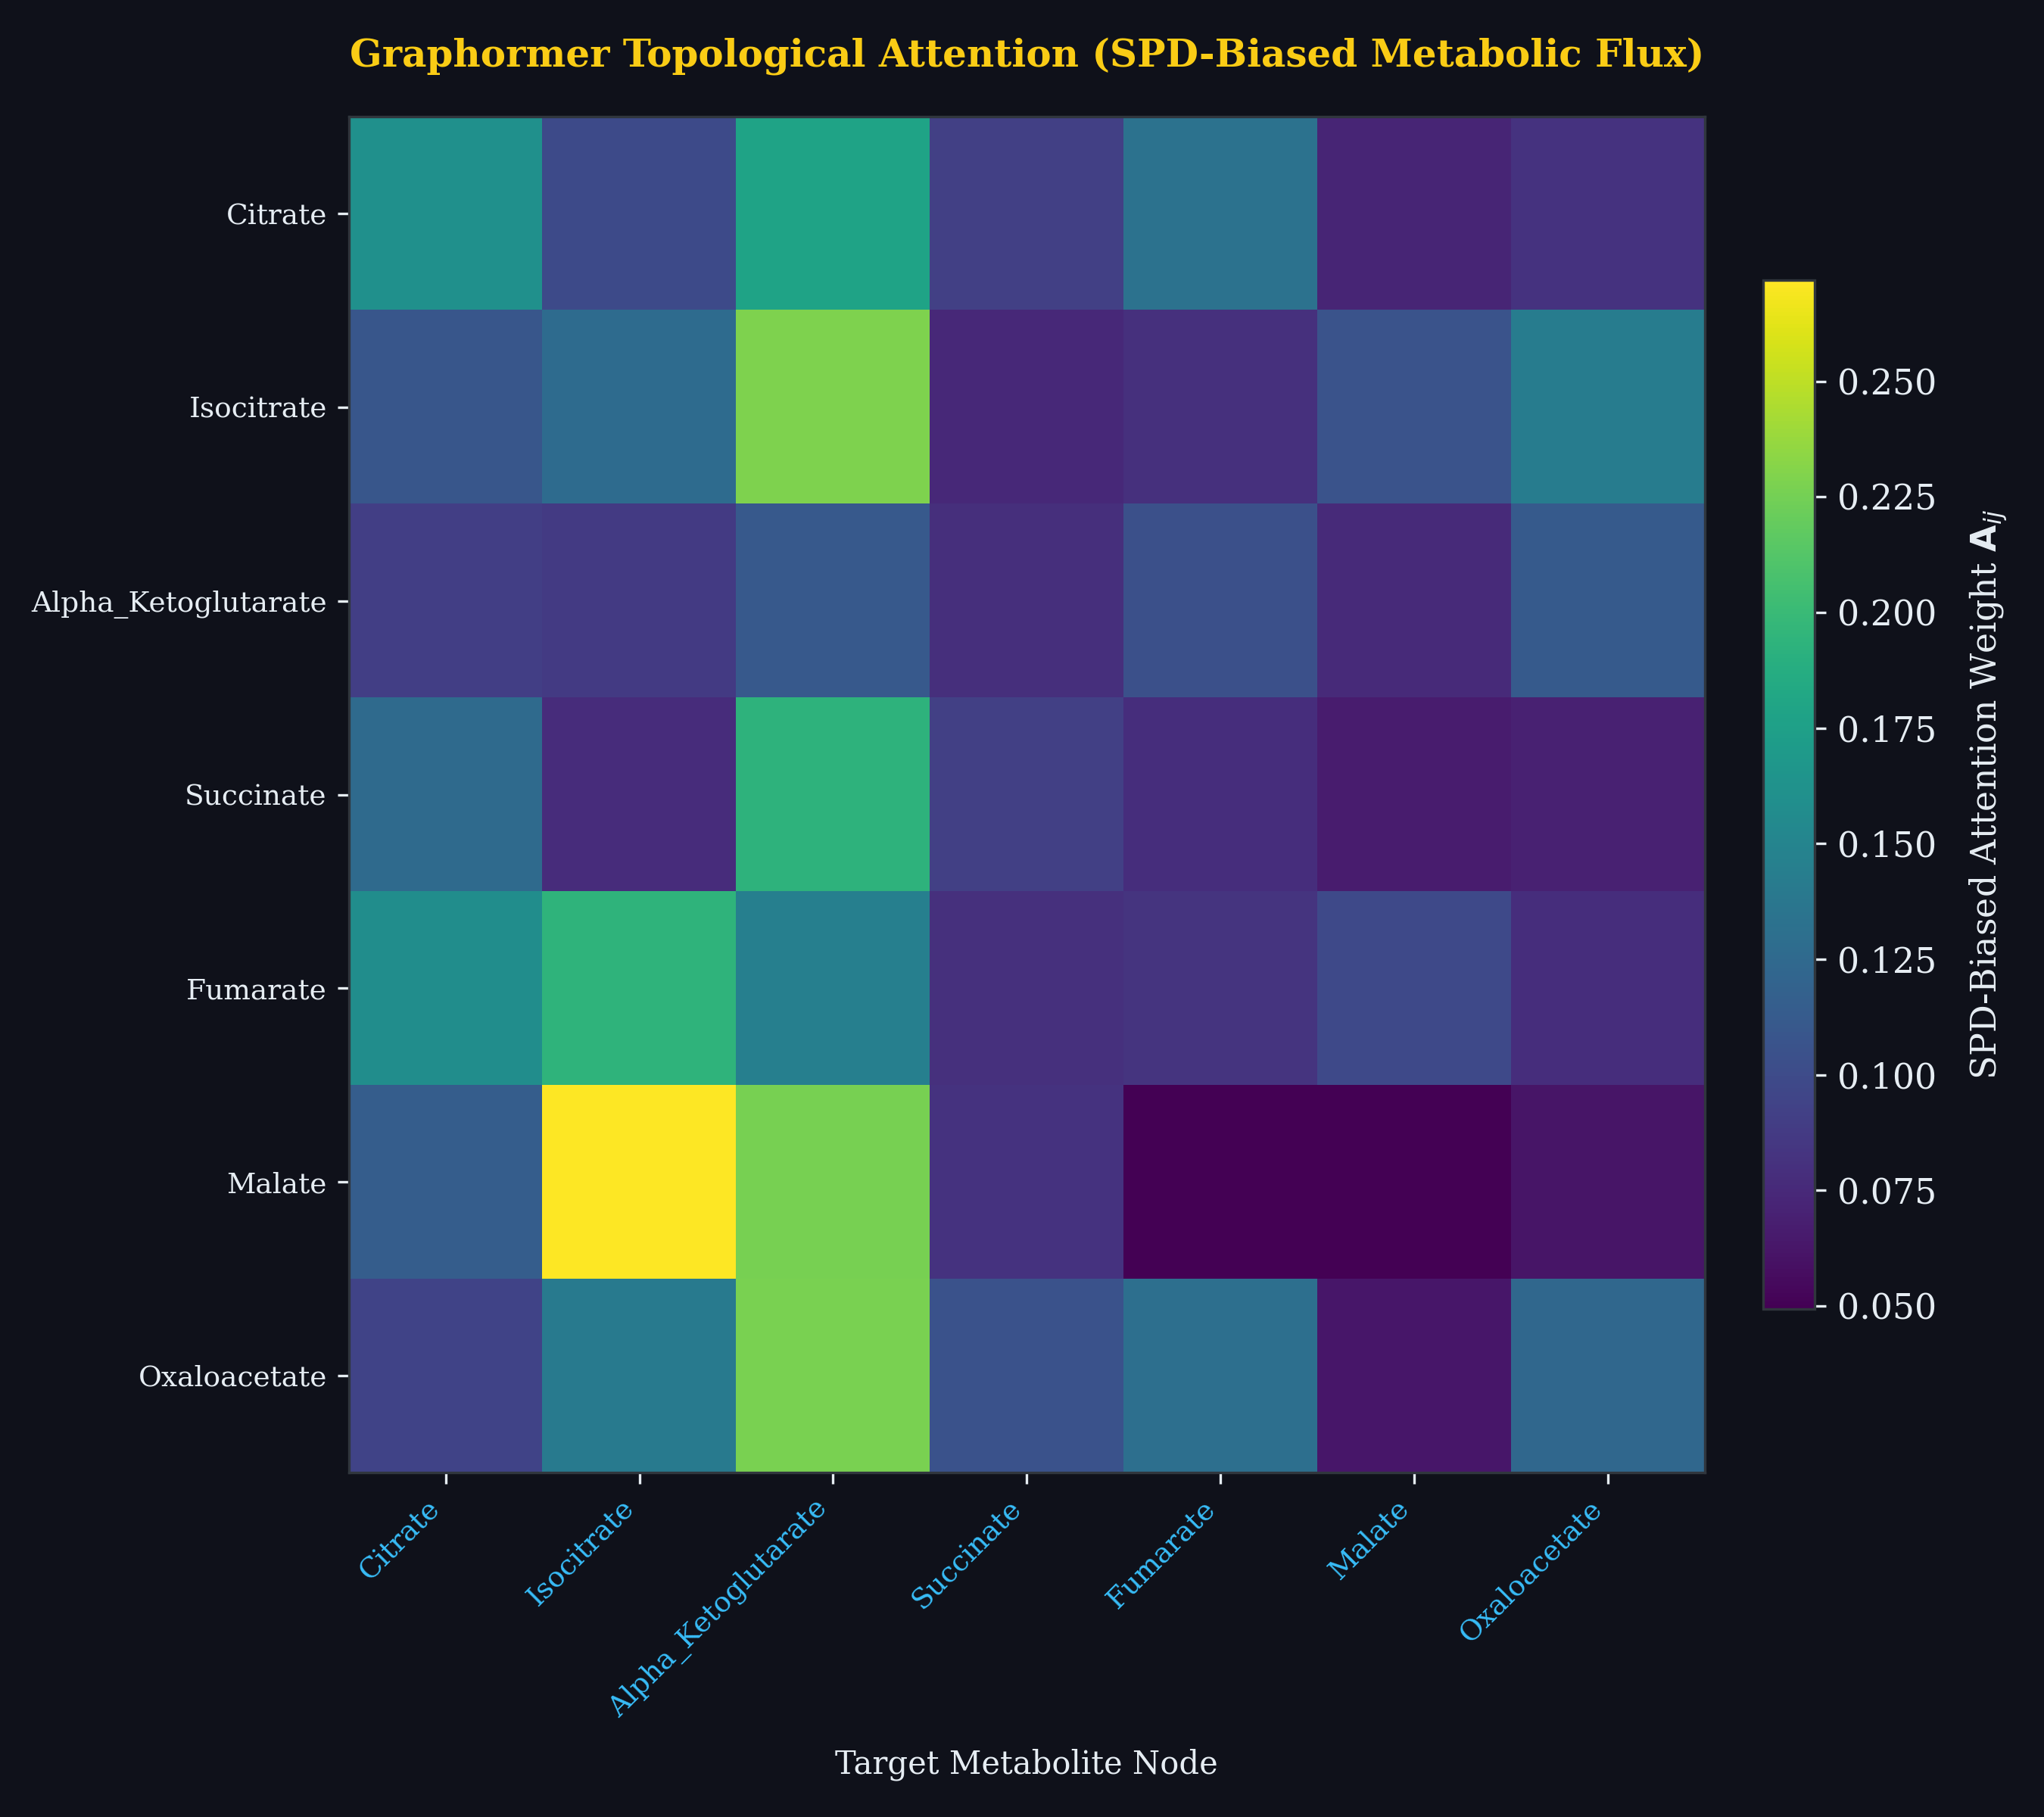 Graphormer Topological Attention (SPD-Biased Metabolic Flux)
Citrate
Isocitrate
Alpha_Ketoglutarate
Succinate
Fumarate
Malate
Oxaloacetate
Citrate
Isocitrate
Alpha_Ketoglutarate
Succinate
Fumarate
Malate
Oxaloacetate
Target Metabolite Node
0.250
0.225
0.200
0.175
0.150
0.125
0.100
0.075
0.050
SPD-Biased Attention Weight A_ij